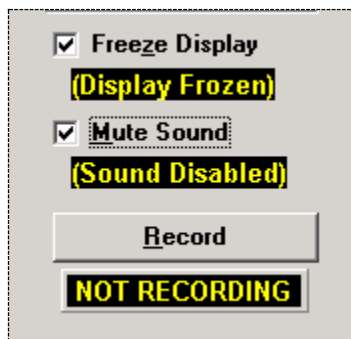 Freeze Display
(Display Frozen)
Mute Sound
(Sound Disabled)
Record
NOT RECORDING